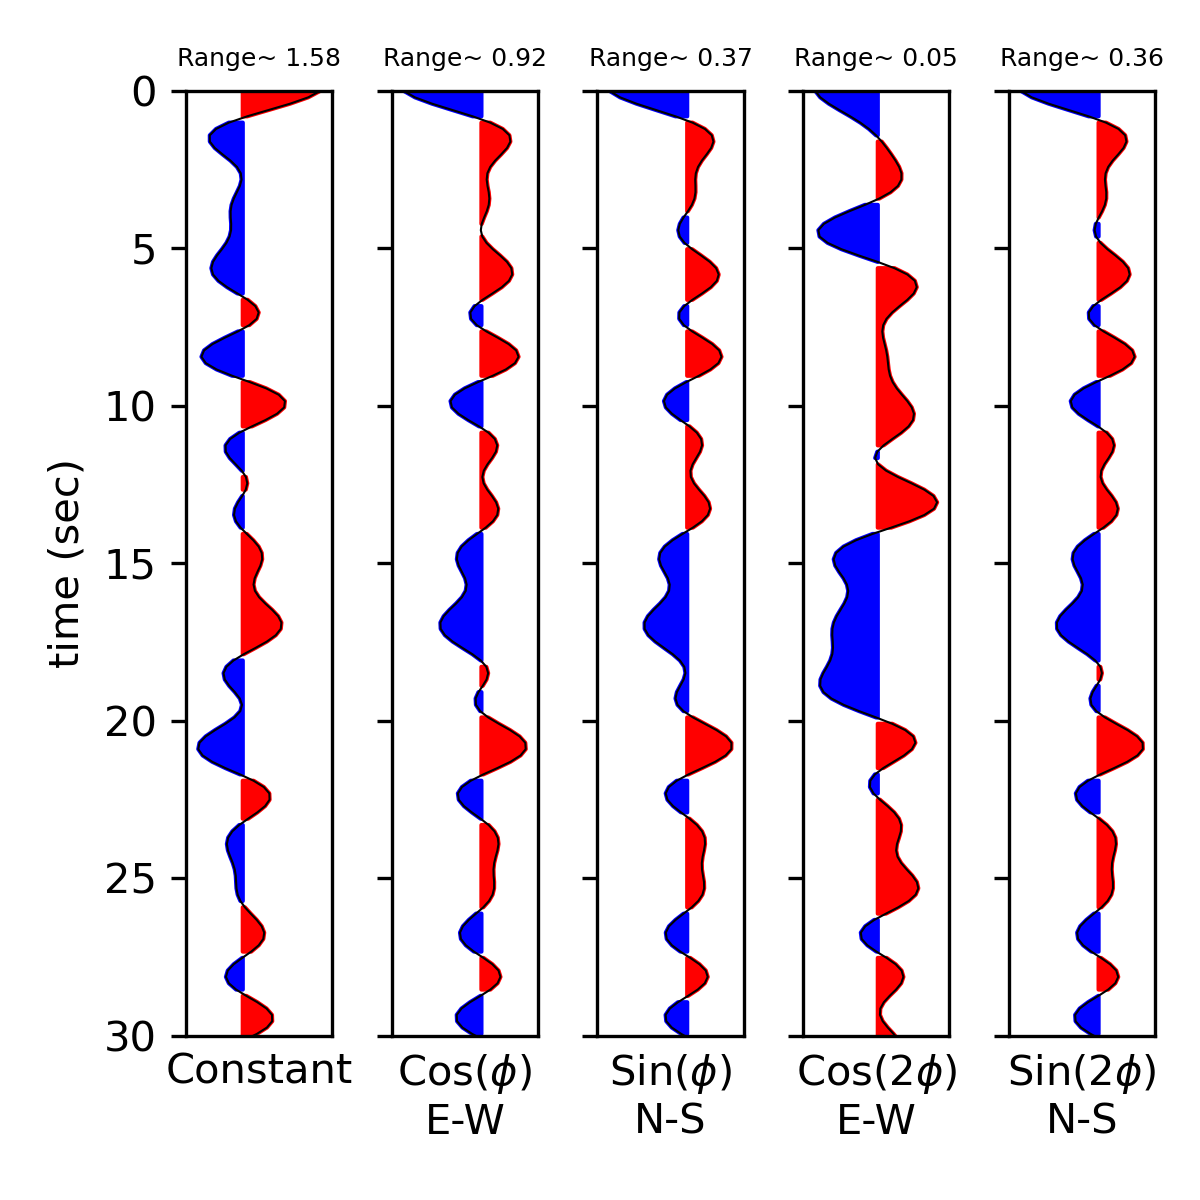 Range~ 1.58 Range~ 0.92 Range~ 0.37 Range~ 0.05 Range~ 0.36
0
5
10
15
20
25
30
time (sec)
Constant Cos(ϕ) Sin(ϕ) Cos(2ϕ) Sin(2ϕ)
E-W N-S E-W N-S